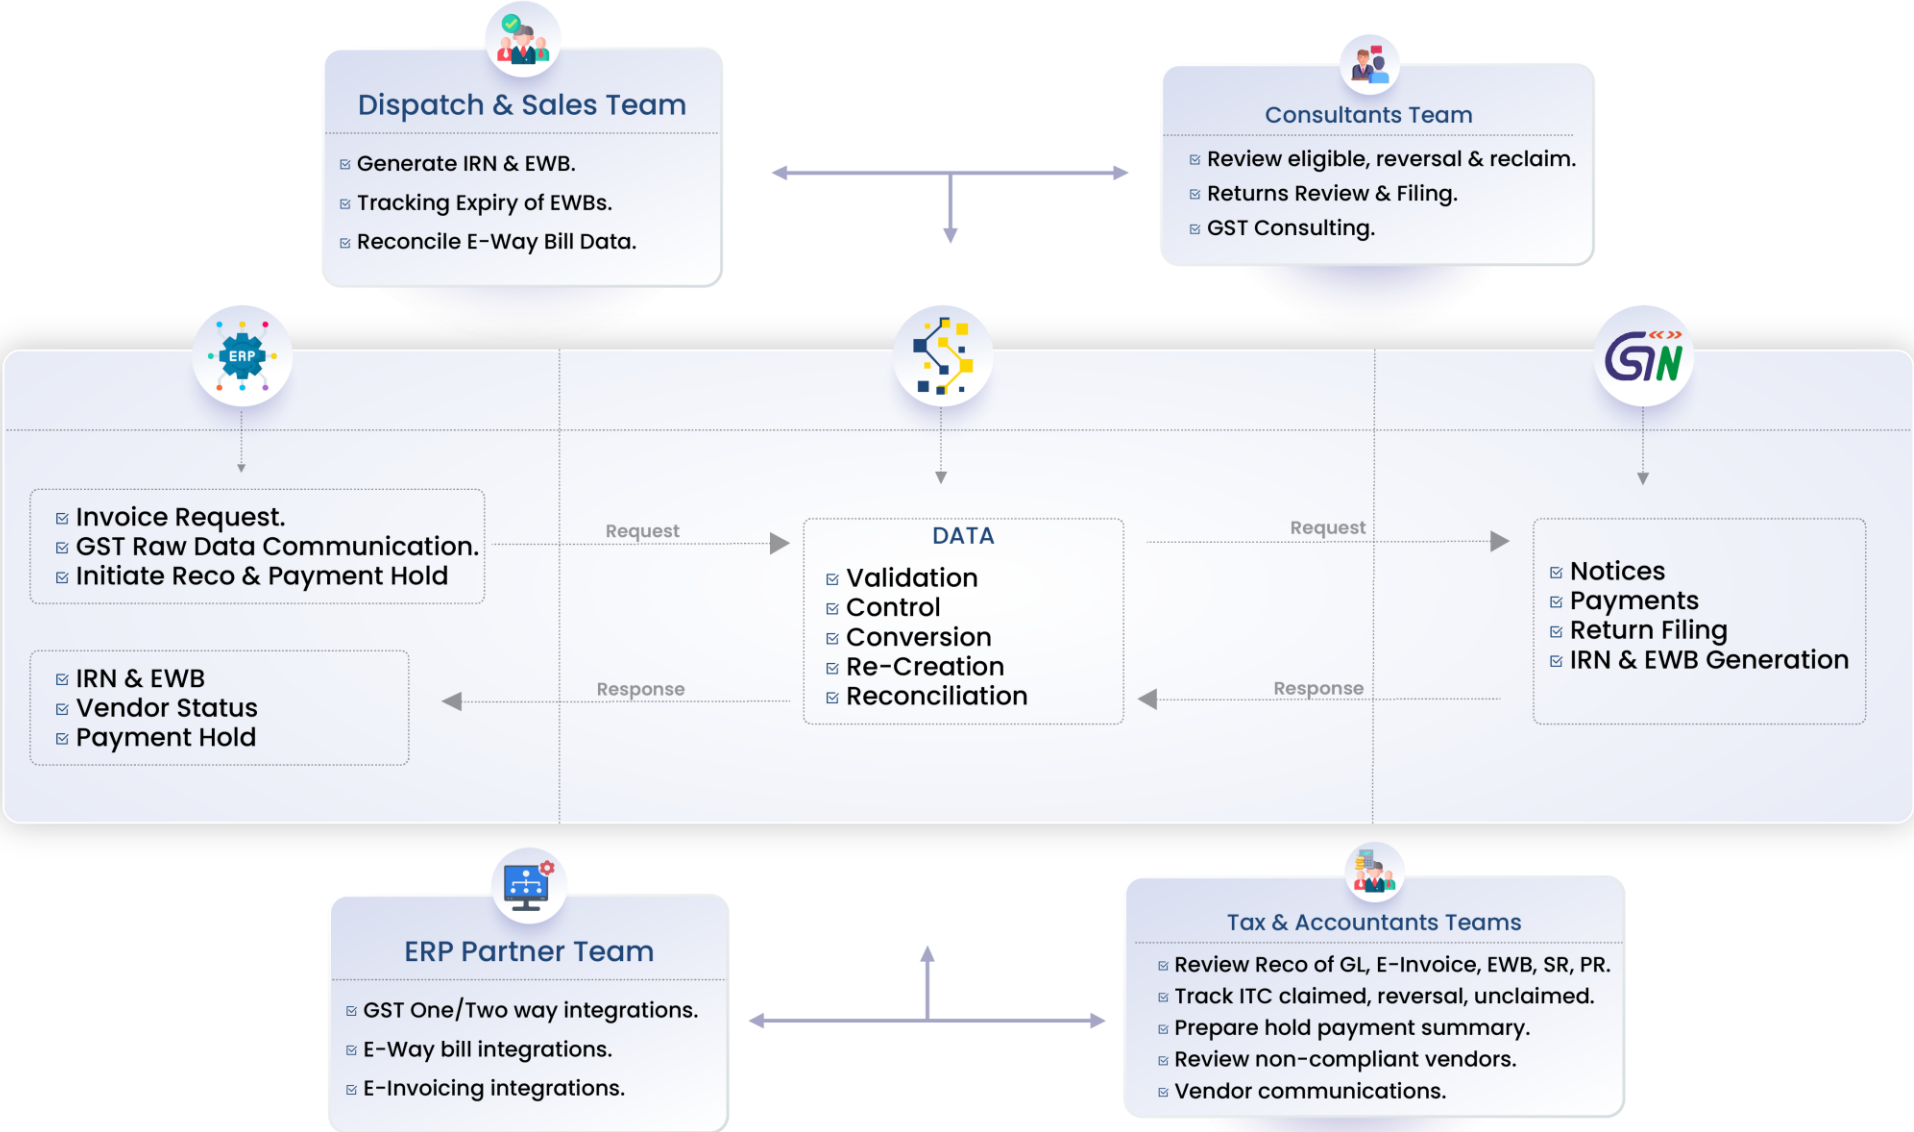 Dispatch & Sales Team
Generate IRN & EWB.
Tracking Expiry of EWBs.
Reconcile E-Way Bill Data.
Consultants Team
Review eligible, reversal & reclaim.
Returns Review & Filing.
GST Consulting.
ERP
GSTN
Invoice Request.
GST Raw Data Communication.
Initiate Reco & Payment Hold
Request
DATA
Validation
Control
Conversion
Re-Creation
Reconciliation
Request
Notices
Payments
Return Filing
IRN & EWB Generation
IRN & EWB
Vendor Status
Payment Hold
Response
Response
ERP Partner Team
GST One/Two way integrations.
E-Way bill integrations.
E-Invoicing integrations.
Tax & Accountants Teams
Review Reco of GL, E-Invoice, EWB, SR, PR.
Track ITC claimed, reversal, unclaimed.
Prepare hold payment summary.
Review non-compliant vendors.
Vendor communications.